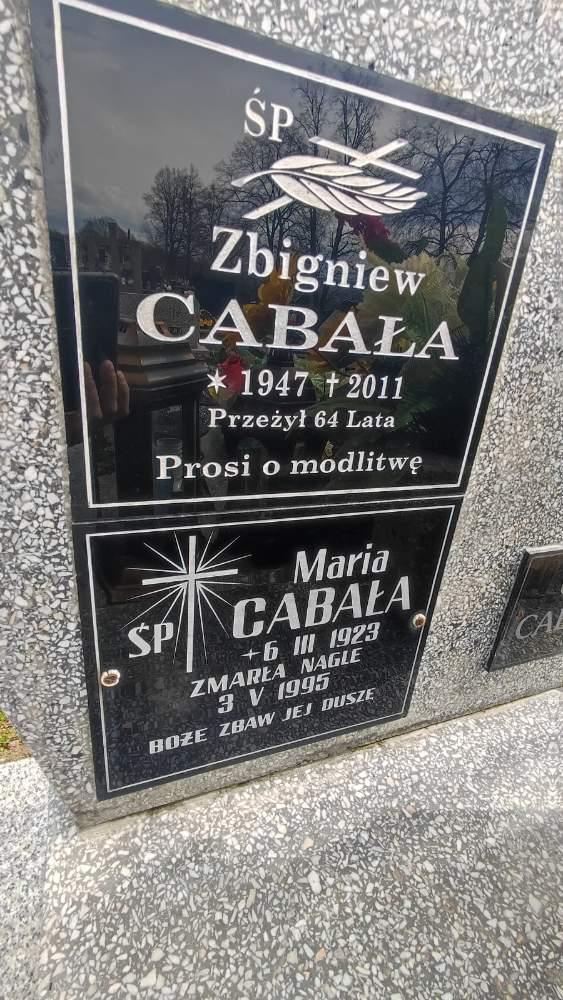 ŚP
Zbigniew
CABAŁA
* 1947 † 2011
Przeżył 64 Lata
Prosi o modlitwę
ŚP
Maria
CABAŁA
+6 III 1923
ZMARŁA NAGLE
3 V 1995
BOŻE ZBAW JEJ DUSZĘ